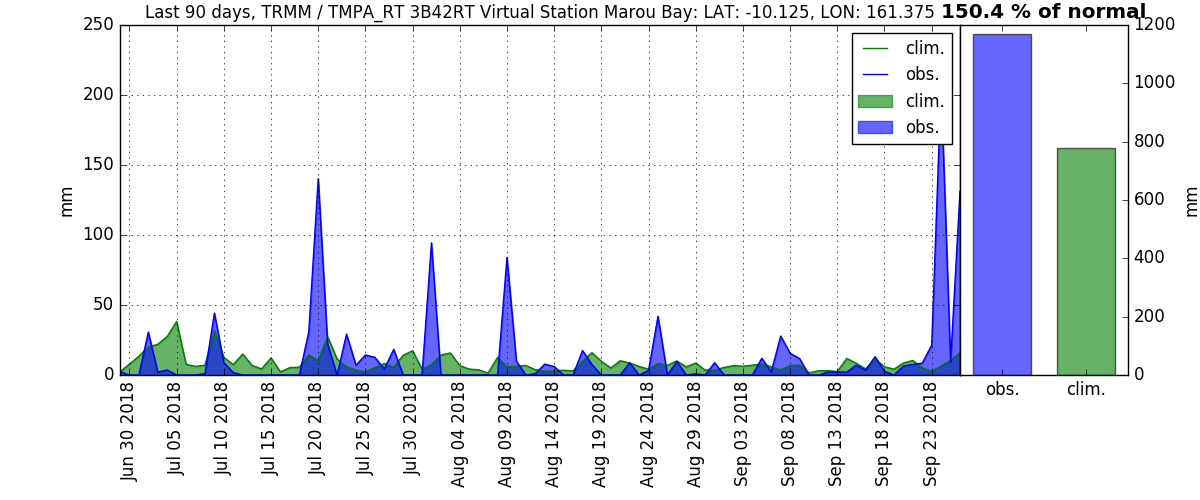 Last 90 days, TRMM / TMPA_RT 3B42RT Virtual Station Marou Bay: LAT: -10.125, LON: 161.375 150.4 % of normal
250
200
150
100
50
0
mm
clim.
obs.
clim.
obs.
1200
1000
800
600
400
200
0
mm
obs.
clim.
Jun 30 2018
Jul 05 2018
Jul 10 2018
Jul 15 2018
Jul 20 2018
Jul 25 2018
Jul 30 2018
Aug 04 2018
Aug 09 2018
Aug 14 2018
Aug 19 2018
Aug 24 2018
Aug 29 2018
Sep 03 2018
Sep 08 2018
Sep 13 2018
Sep 18 2018
Sep 23 2018